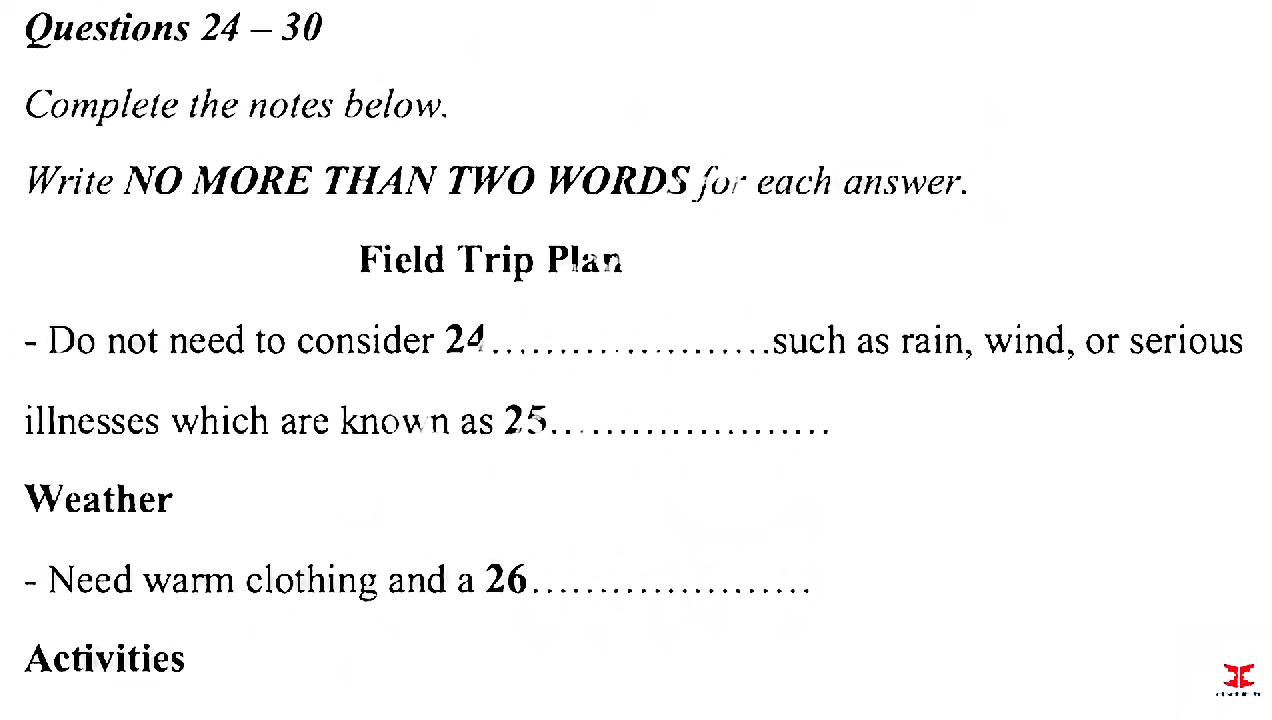 Questions 24 – 30
Complete the notes below.
Write NO MORE THAN TWO WORDS for each answer.
Field Trip Plan
- Do not need to consider 24.....................such as rain, wind, or serious
illnesses which are known as 25.....................
Weather
- Need warm clothing and a 26.....................
Activities